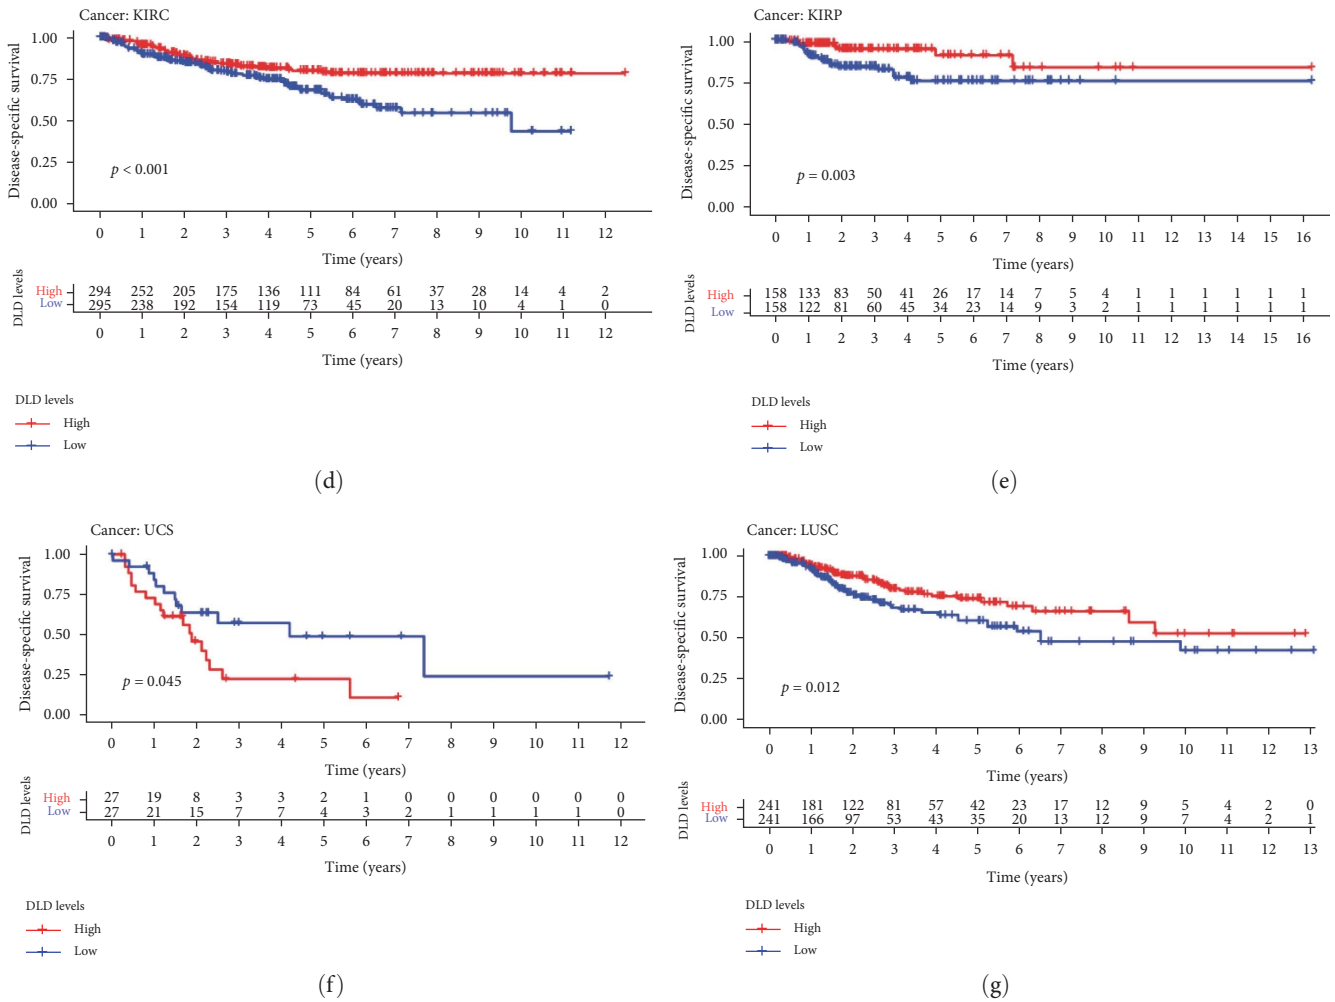 Cancer: KIRC
1.00
0.75
0.50
0.25
0.00
Disease-specific survival
p < 0.001
0 1 2 3 4 5 6 7 8 9 10 11 12
Time (years)
DLD levels
High 294 252 205 175 136 111 84 61 37 28 14 4 2
Low 295 238 192 154 119 73 45 20 13 10 4 1 0
0 1 2 3 4 5 6 7 8 9 10 11 12
Time (years)
DLD levels
High
Low
(d)
Cancer: KIRP
1.00
0.75
0.50
0.25
0.00
Disease-specific survival
p = 0.003
0 1 2 3 4 5 6 7 8 9 10 11 12 13 14 15 16
Time (years)
DLD levels
High 158 133 83 50 41 26 17 14 7 5 4 1 1 1 1 1 1
Low 158 122 81 60 45 34 23 14 9 3 2 1 1 1 1 1 1
0 1 2 3 4 5 6 7 8 9 10 11 12 13 14 15 16
Time (years)
DLD levels
High
Low
(e)
Cancer: UCS
1.00
0.75
0.50
0.25
0.00
Disease-specific survival
p = 0.045
0 1 2 3 4 5 6 7 8 9 10 11 12
Time (years)
DLD levels
High 27 19 8 3 3 2 1 0 0 0 0 0 0
Low 27 21 15 7 7 4 3 2 1 1 1 1 0
0 1 2 3 4 5 6 7 8 9 10 11 12
Time (years)
DLD levels
High
Low
(f)
Cancer: LUSC
1.00
0.75
0.50
0.25
0.00
Disease-specific survival
p = 0.012
0 1 2 3 4 5 6 7 8 9 10 11 12 13
Time (years)
DLD levels
High 241 181 122 81 57 42 23 17 12 9 5 4 2 0
Low 241 166 97 53 43 35 20 13 12 9 7 4 2 1
0 1 2 3 4 5 6 7 8 9 10 11 12 13
Time (years)
DLD levels
High
Low
(g)